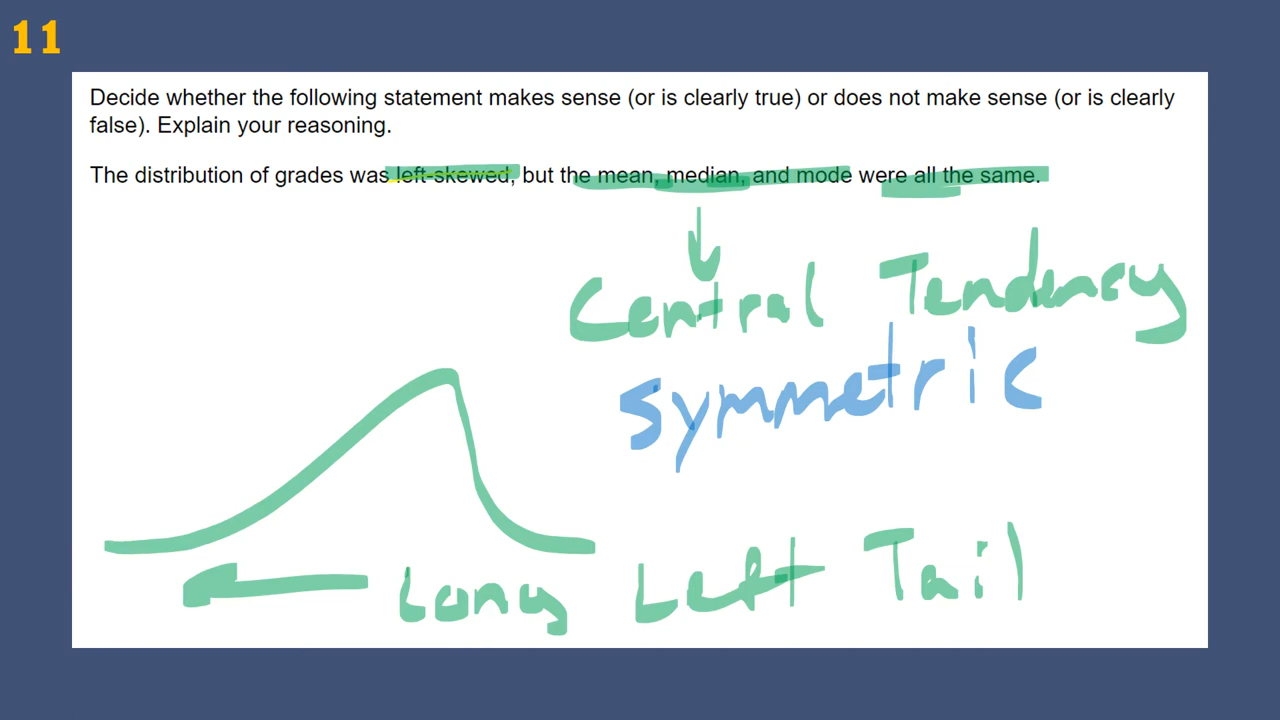 11
Decide whether the following statement makes sense (or is clearly true) or does not make sense (or is clearly
false). Explain your reasoning.
The distribution of grades was left-skewed, but the mean, median, and mode were all the same.
Central Tendency
Symmetric
Long Left Tail